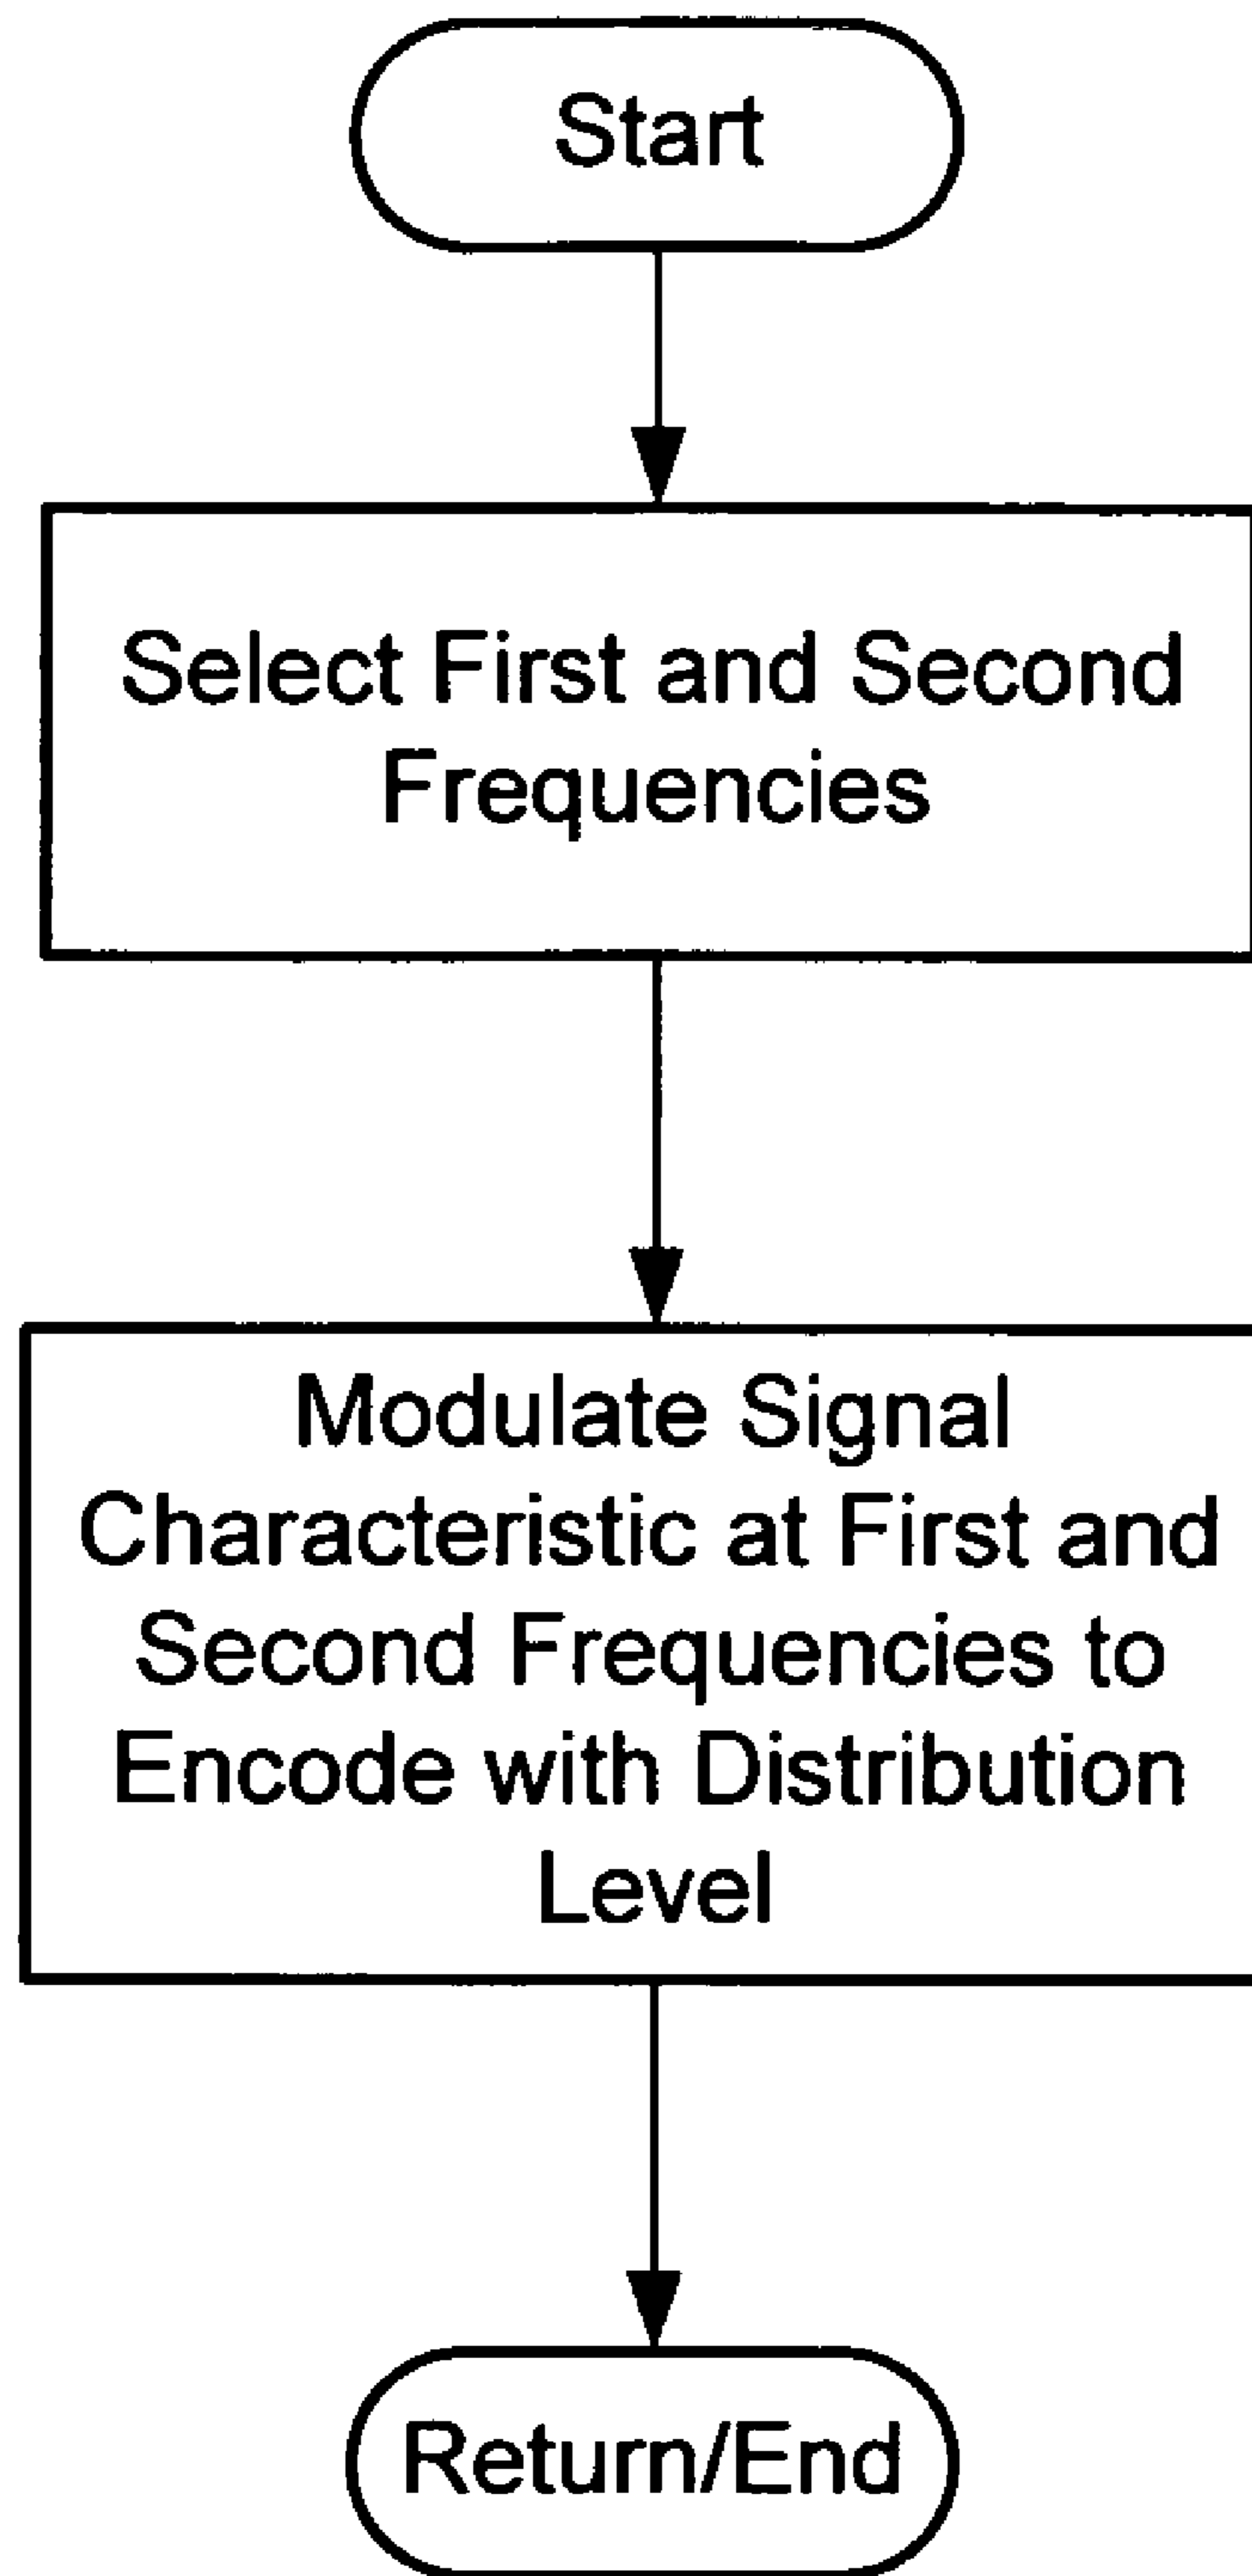 Start
Select First and Second
Frequencies
Modulate Signal
Characteristic at First and
Second Frequencies to
Encode with Distribution
Level
Return/End